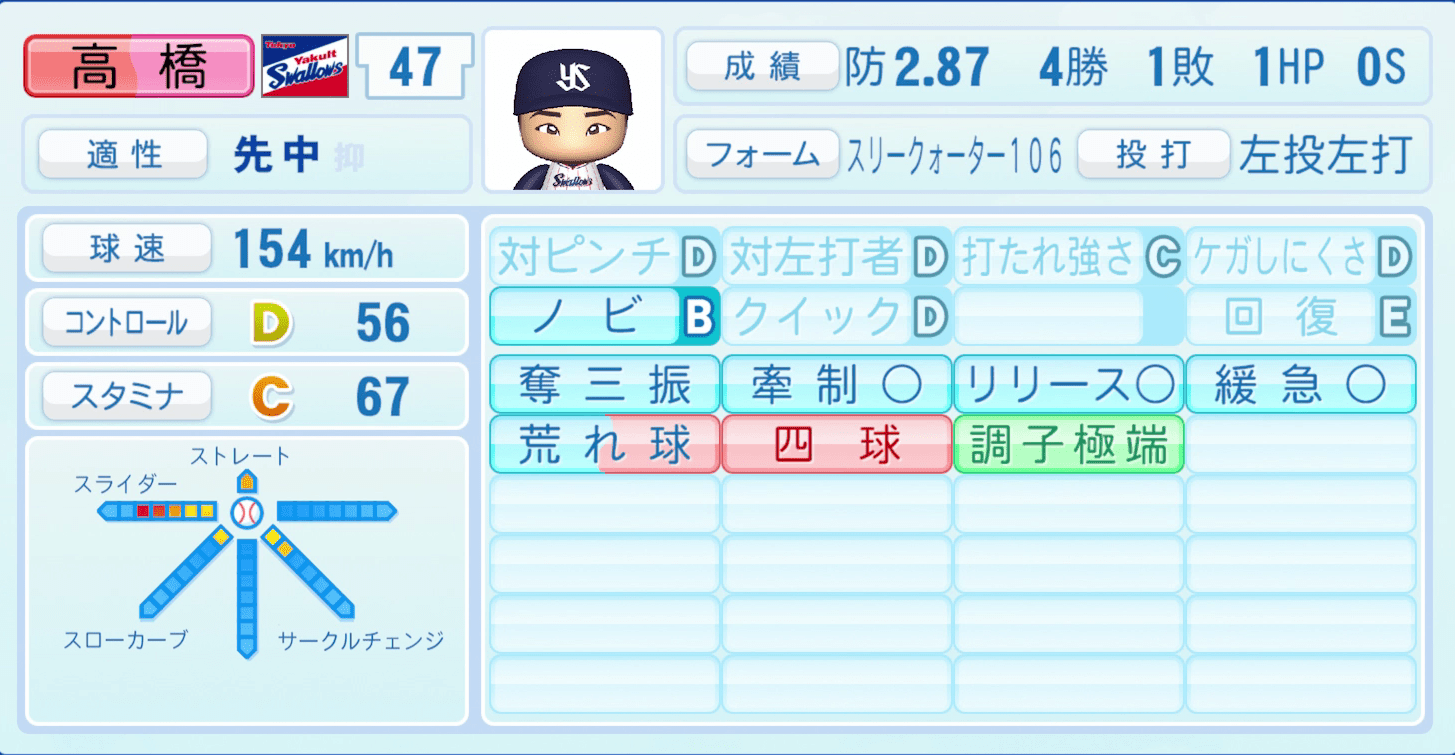 高橋 Tokyo Yakult Swallows 47 YS 成績 防2.87 4勝 1敗 1HP 0S
適性 先 中 抑 Swallows フォーム スリークォーター106 投打 左投左打
球速 154 km/h
コントロール D 56
スタミナ C 67
ストレート
スライダー
スローカーブ サークルチェンジ
対ピンチ D 対左打者 D 打たれ強さ C ケガしにくさ D
ノビ B クイック D 回復 E
奪三振 牽制○ リリース○ 緩急○
荒れ球 四球 調子極端